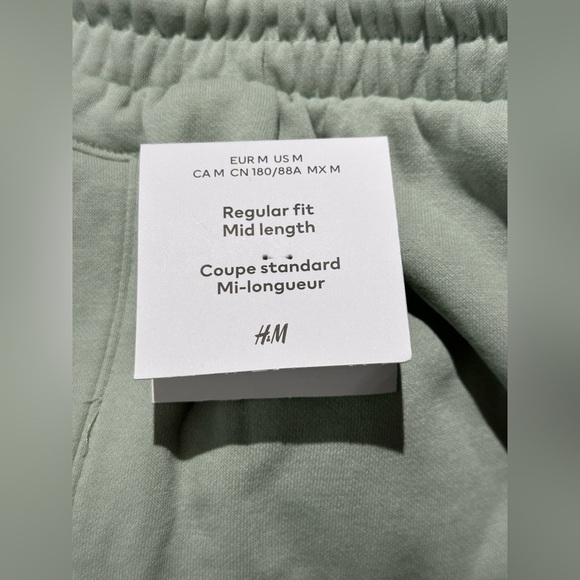 EUR M US M
CA M CN 180/88A MX M
Regular fit
Mid length
Coupe standard
Mi-longueur
H&M